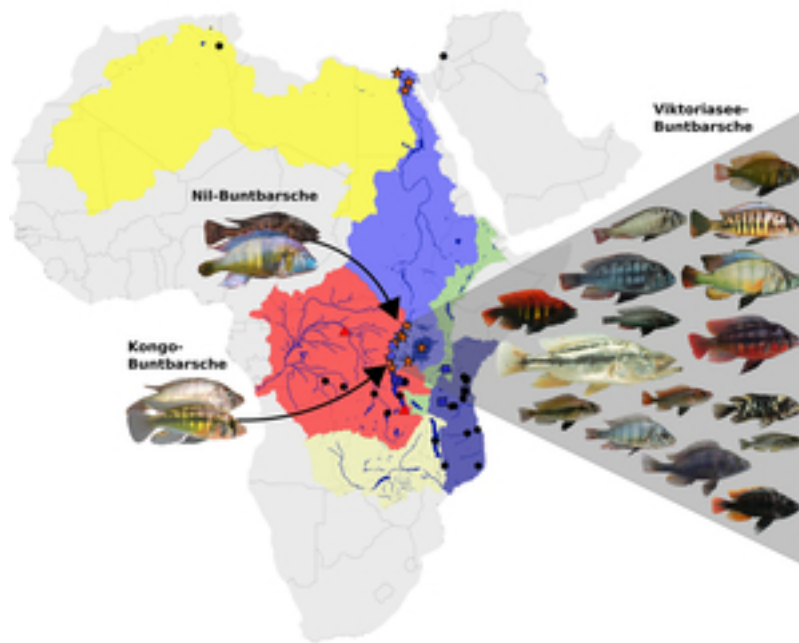 Viktoriasee-
Buntbarsche
Nil-Buntbarsche
Kongo-
Buntbarsche